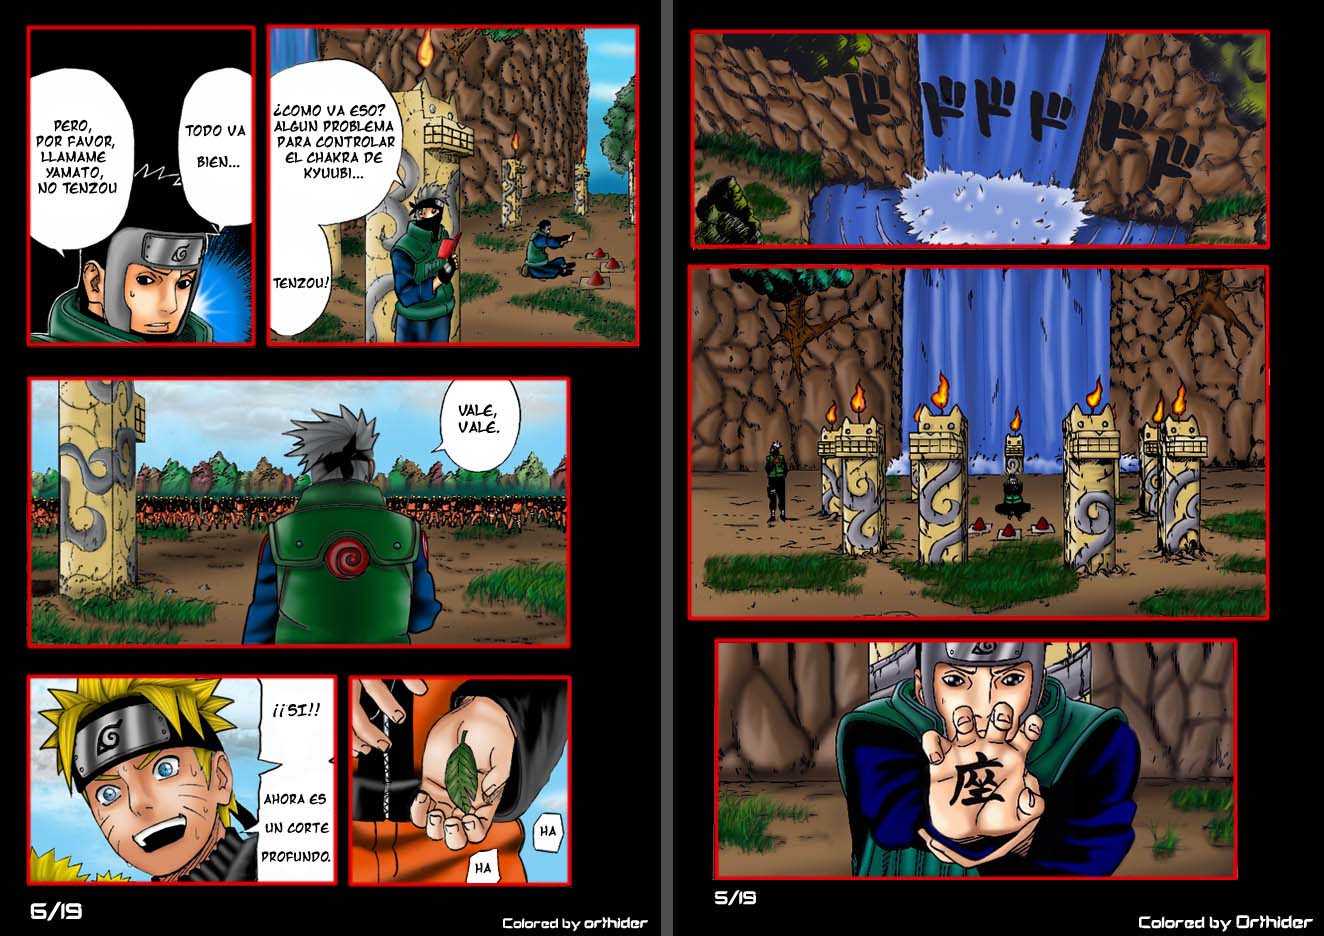 ドドドドドド
座
5/19
Colored by Or1hider
¿COMO VA ESO?
ALGUN PROBLEMA
PARA CONTROLAR
EL CHAKRA DE
KYUUBI...
TENZOU!
TODO VA
BIEN...
PERO,
POR FAVOR,
LLAMAME
YAMATO,
NO TENZOU
VALE,
VALE.
¡¡SI!!
AHORA ES
UN CORTE
PROFUNDO.
HA
HA
6/19
Colored by or1hider